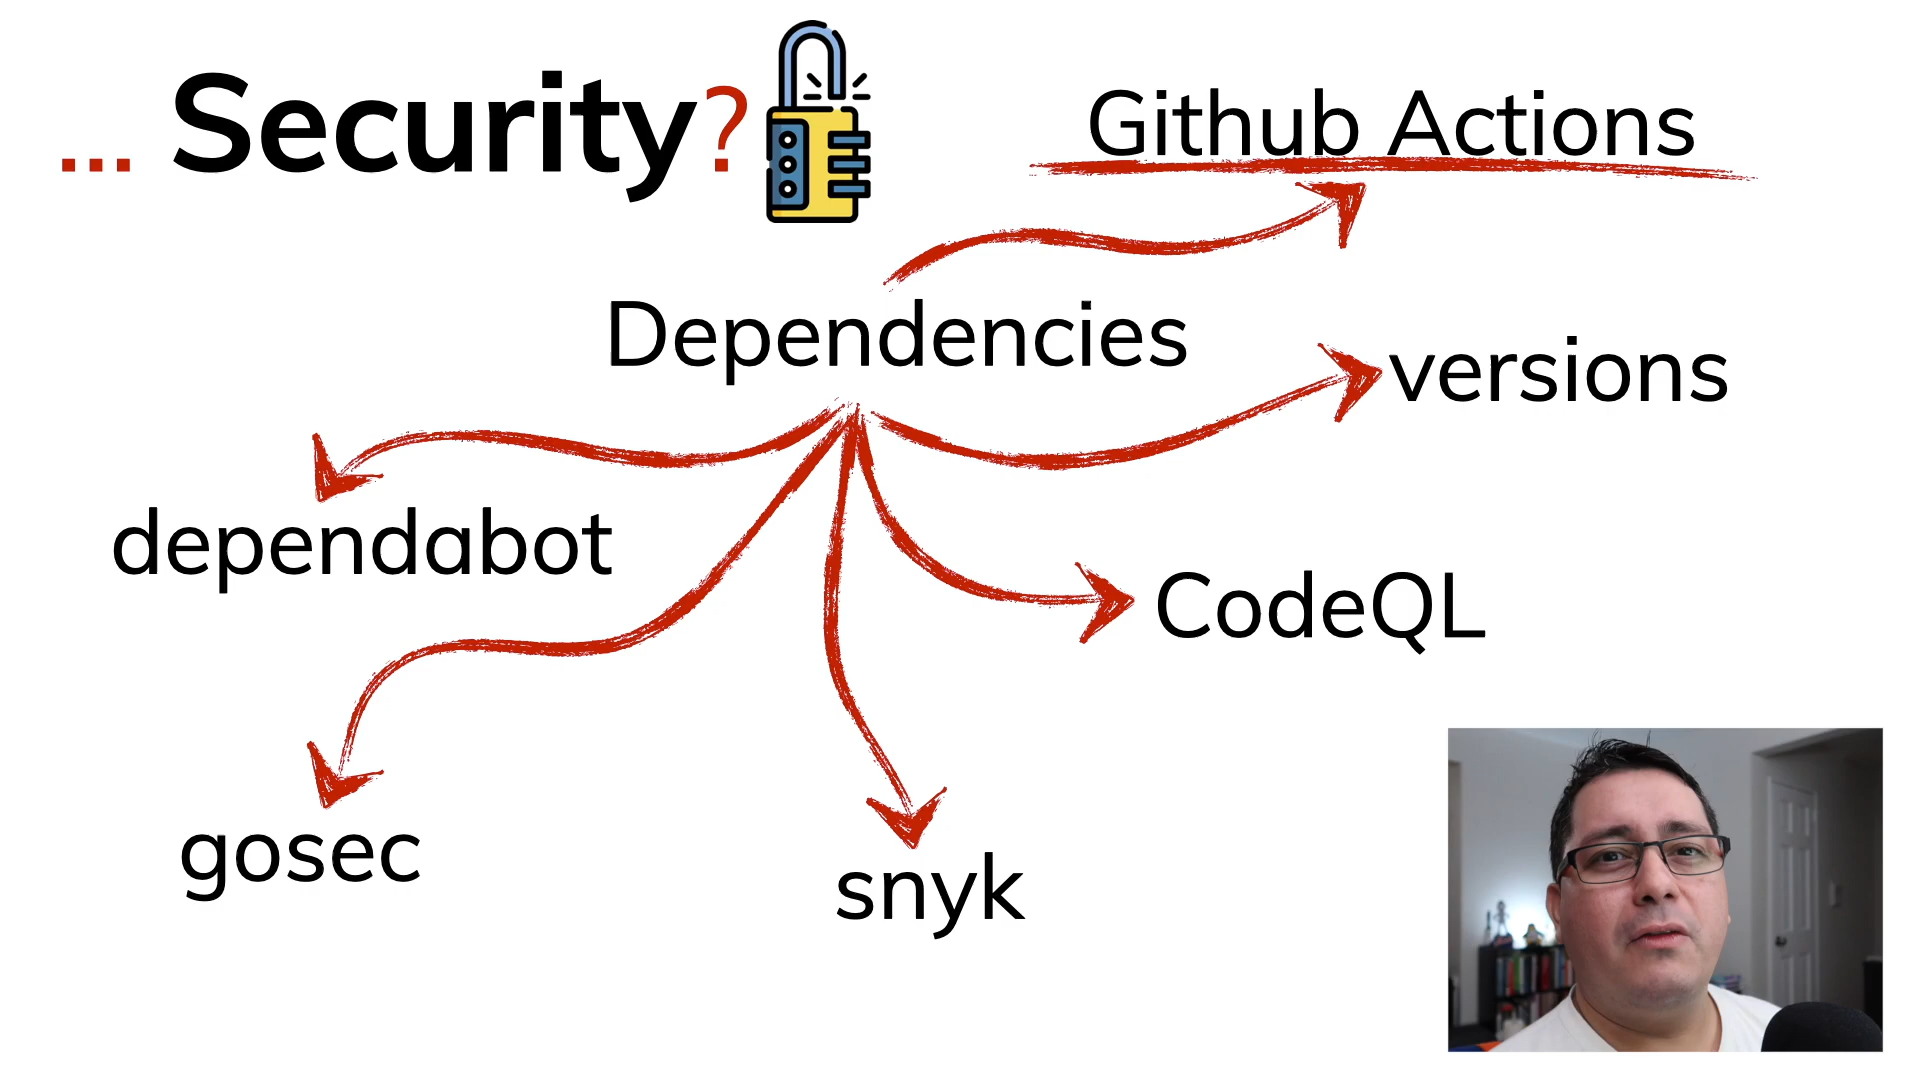 ... Security?
Github Actions
Dependencies
versions
dependabot
CodeQL
gosec
snyk